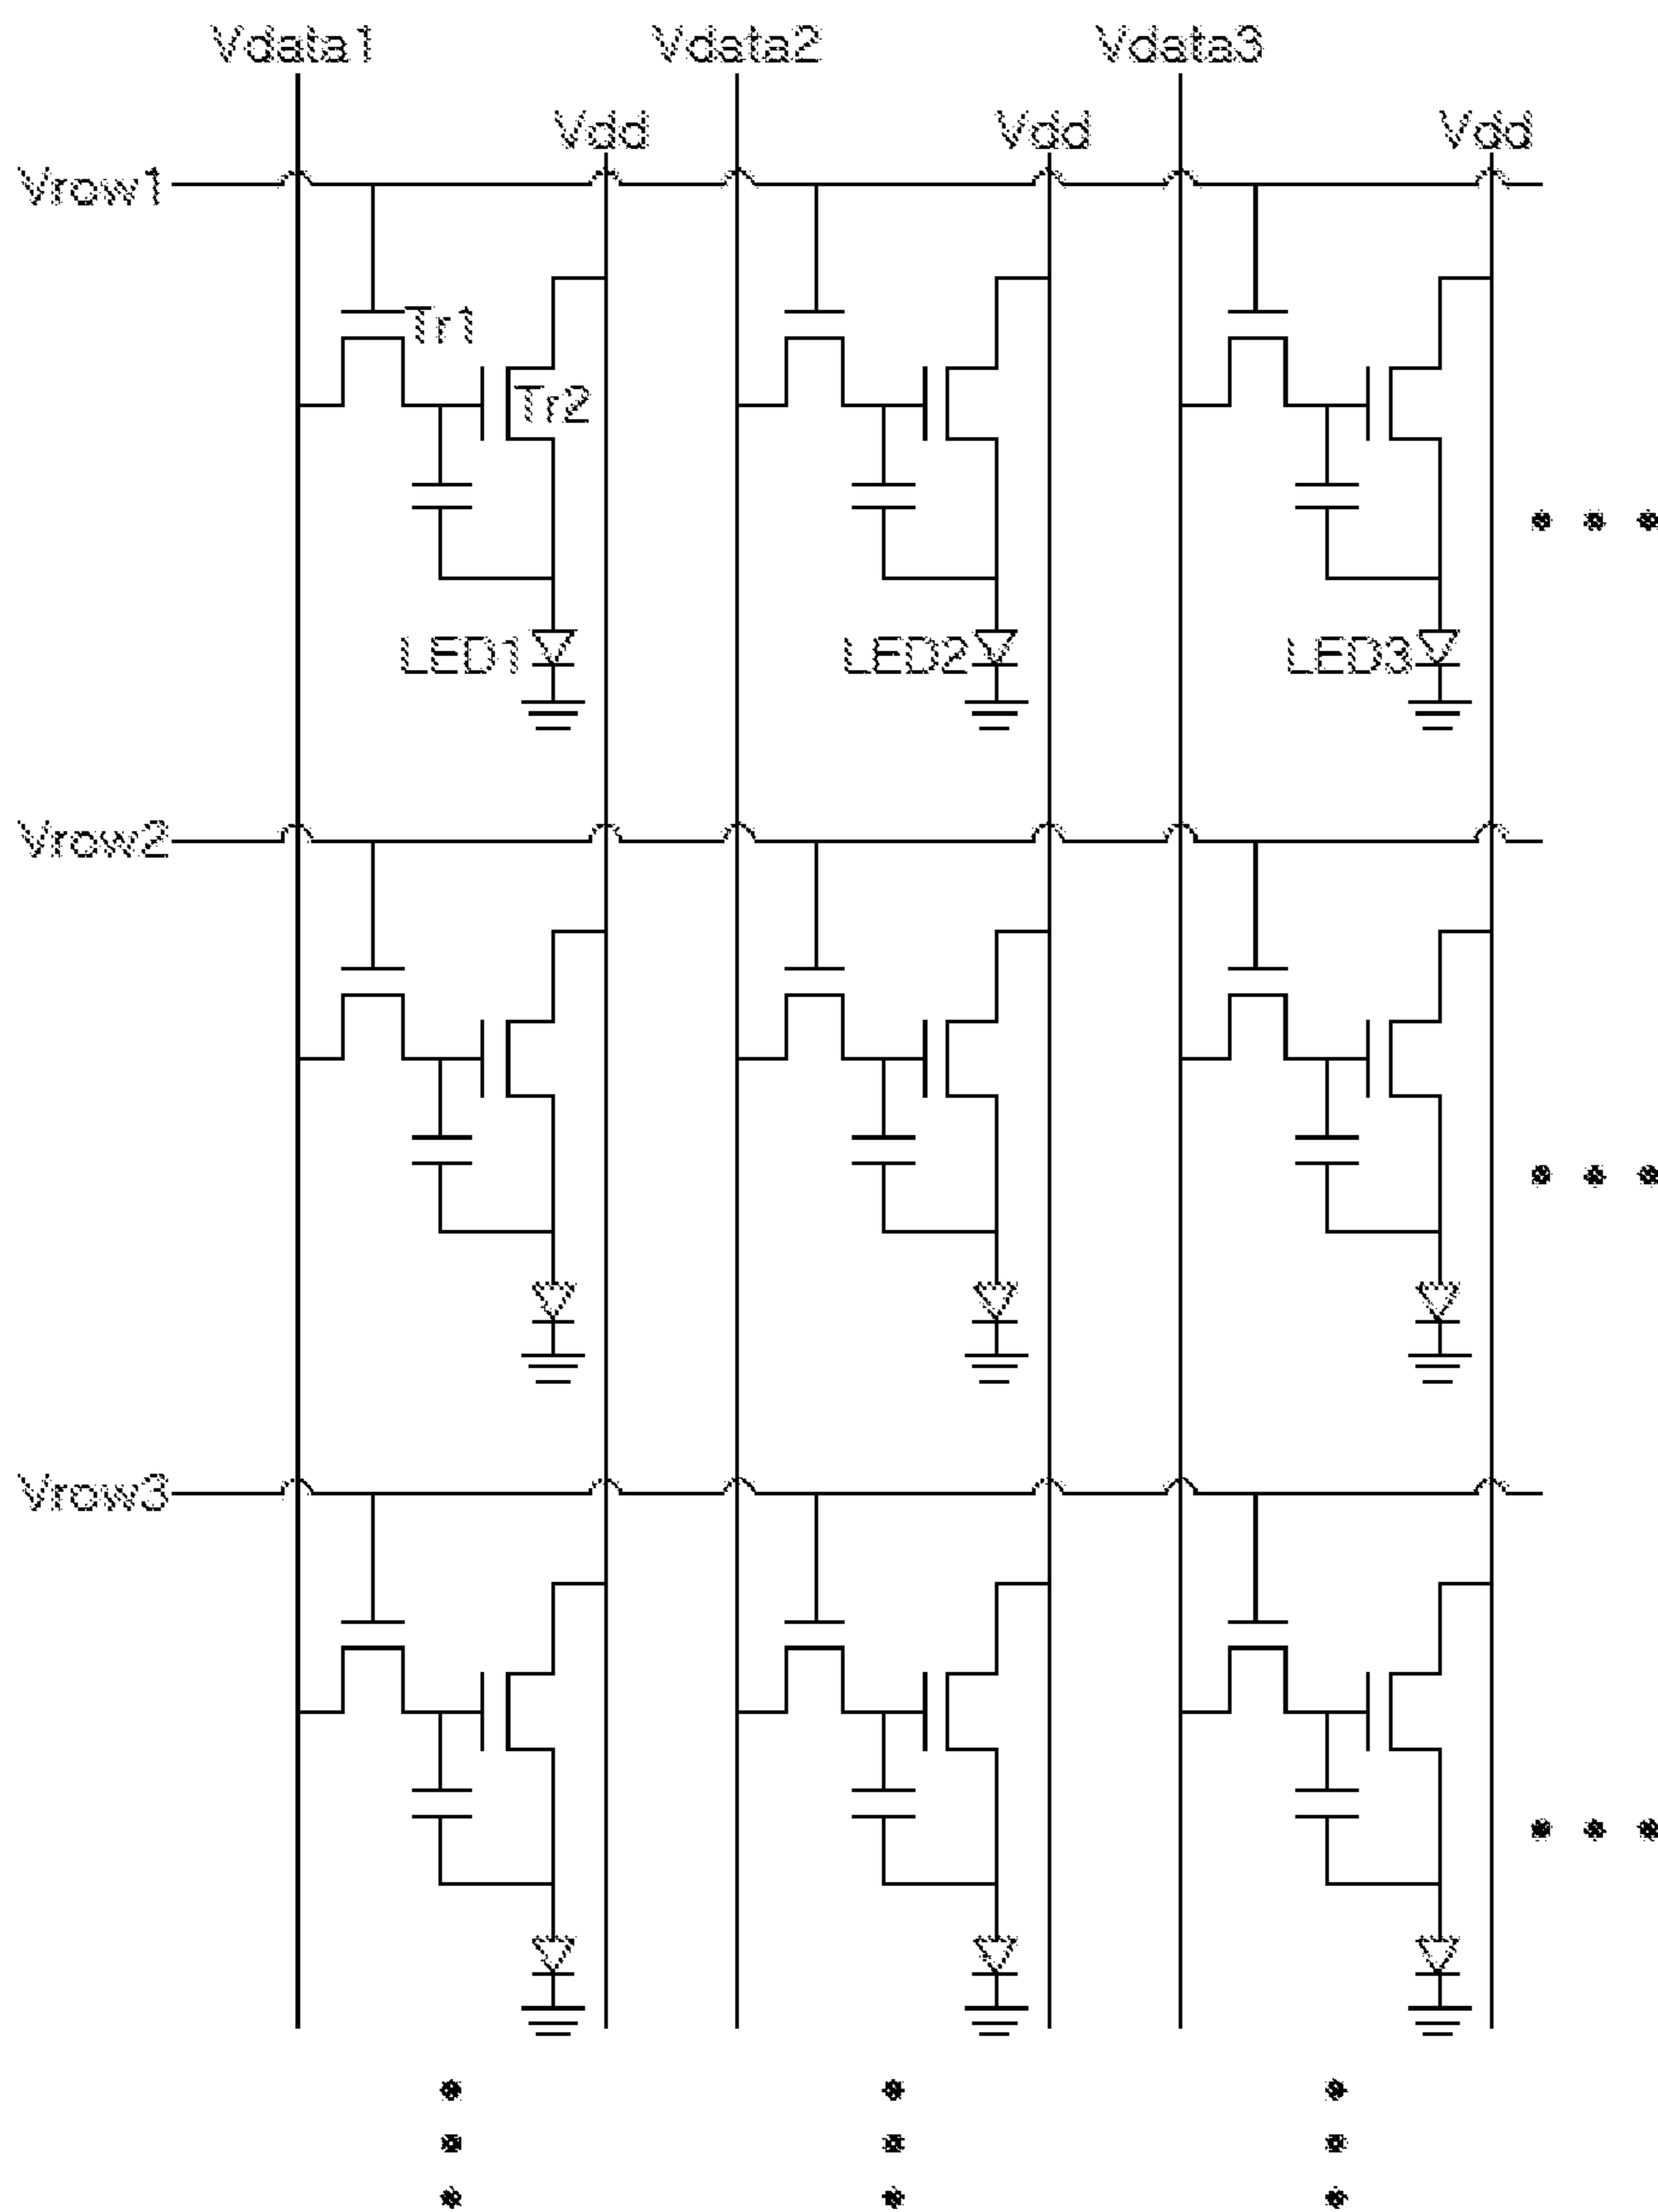 Vdata1 Vdata2 Vdata3
Vdd Vdd Vdd
Vrow1
Tr1
Tr2
LED1 LED2 LED3
Vrow2
Vrow3